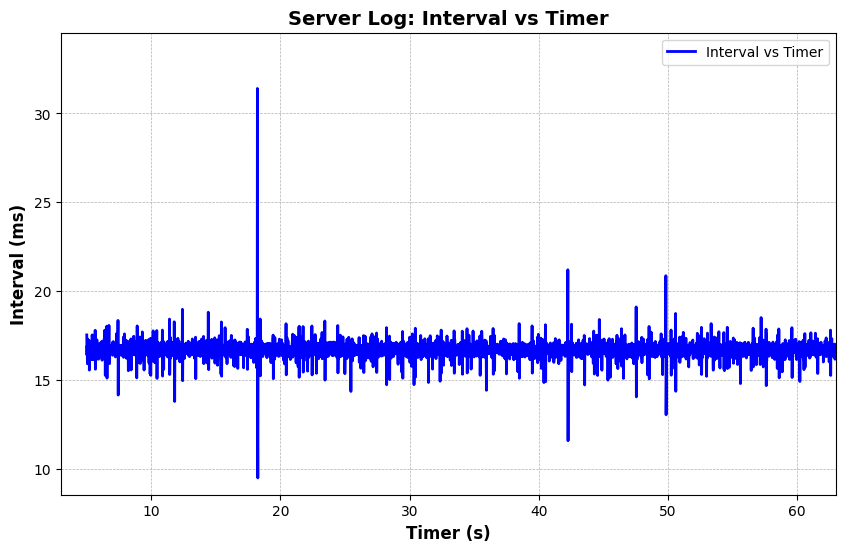 Server Log: Interval vs Timer
Interval vs Timer
30
25
20
15
10
Interval (ms)
10 20 30 40 50 60
Timer (s)